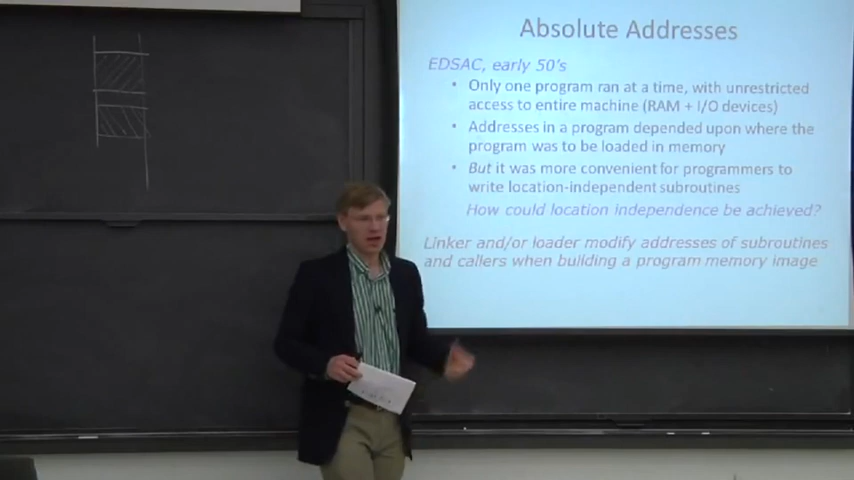 Absolute Addresses
EDSAC, early 50's
• Only one program ran at a time, with unrestricted
access to entire machine (RAM + I/O devices)
• Addresses in a program depended upon where the
program was to be loaded in memory
• But it was more convenient for programmers to
write location-independent subroutines
How could location independence be achieved?
Linker and/or loader modify addresses of subroutines
and callers when building a program memory image